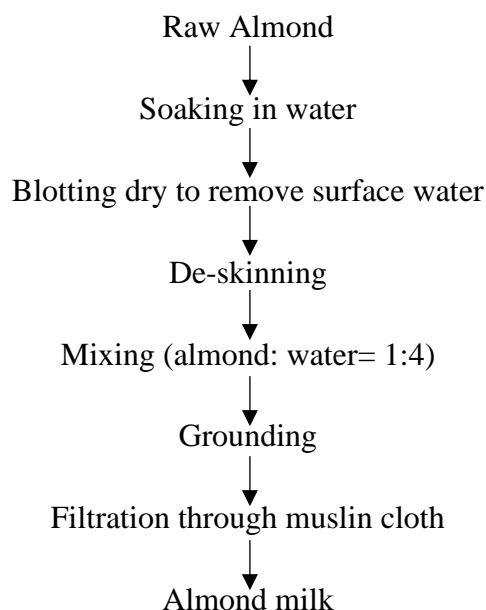 Raw Almond
Soaking in water
Blotting dry to remove surface water
De-skinning
Mixing (almond: water= 1:4)
Grounding
Filtration through muslin cloth
Almond milk